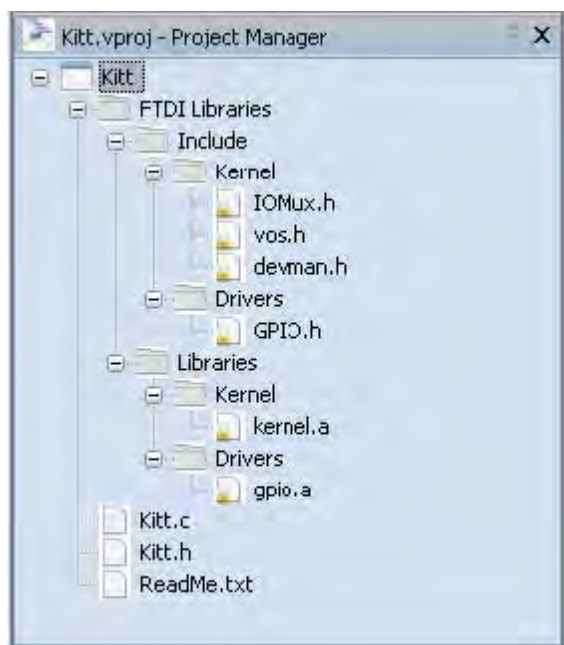 Kitt.vproj - Project Manager
Kitt
FTDI Libraries
Include
Kernel
IOMux.h
vos.h
devman.h
Drivers
GPIO.h
Libraries
Kernel
kernel.a
Drivers
gpio.a
Kitt.c
Kitt.h
ReadMe.txt